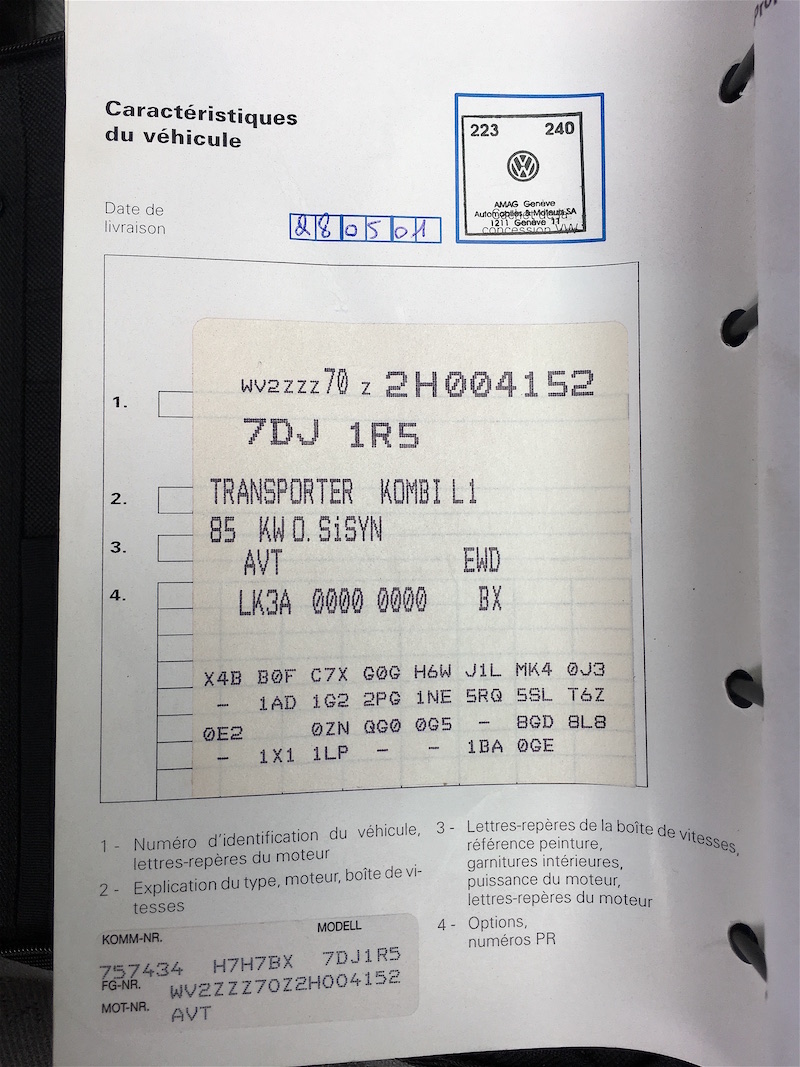 Caractéristiques
du véhicule
223 240
AMAG Genève
Automobiles & Moteurs SA
1211 Genève 11
concession VW
Date de
livraison
280501
1.
WV2ZZZ70 Z 2H004152
7DJ 1R5
2.
TRANSPORTER KOMBI L1
85 KW O. SiSYN
3.
AVT EWD
4.
LK3A 0000 0000 BX
X4B B0F C7X G0G H6W J1L MK4 0J3
- 1AD 1G2 2PG 1NE 5RQ 5SL T6Z
0E2 0ZN QG0 0G5 - 8GD 8L8
- 1X1 1LP - - 1BA 0GE
1 - Numéro d'identification du véhicule,
lettres-repères du moteur
2 - Explication du type, moteur, boîte de vi-
tesses
3 - Lettres-repères de la boîte de vitesses,
référence peinture,
garnitures intérieures,
puissance du moteur,
lettres-repères du moteur
4 - Options,
numéros PR
KOMM-NR. MODELL
757434 H7H7BX 7DJ1R5
FG-NR. WV2ZZZ70Z2H004152
MOT-NR. AVT